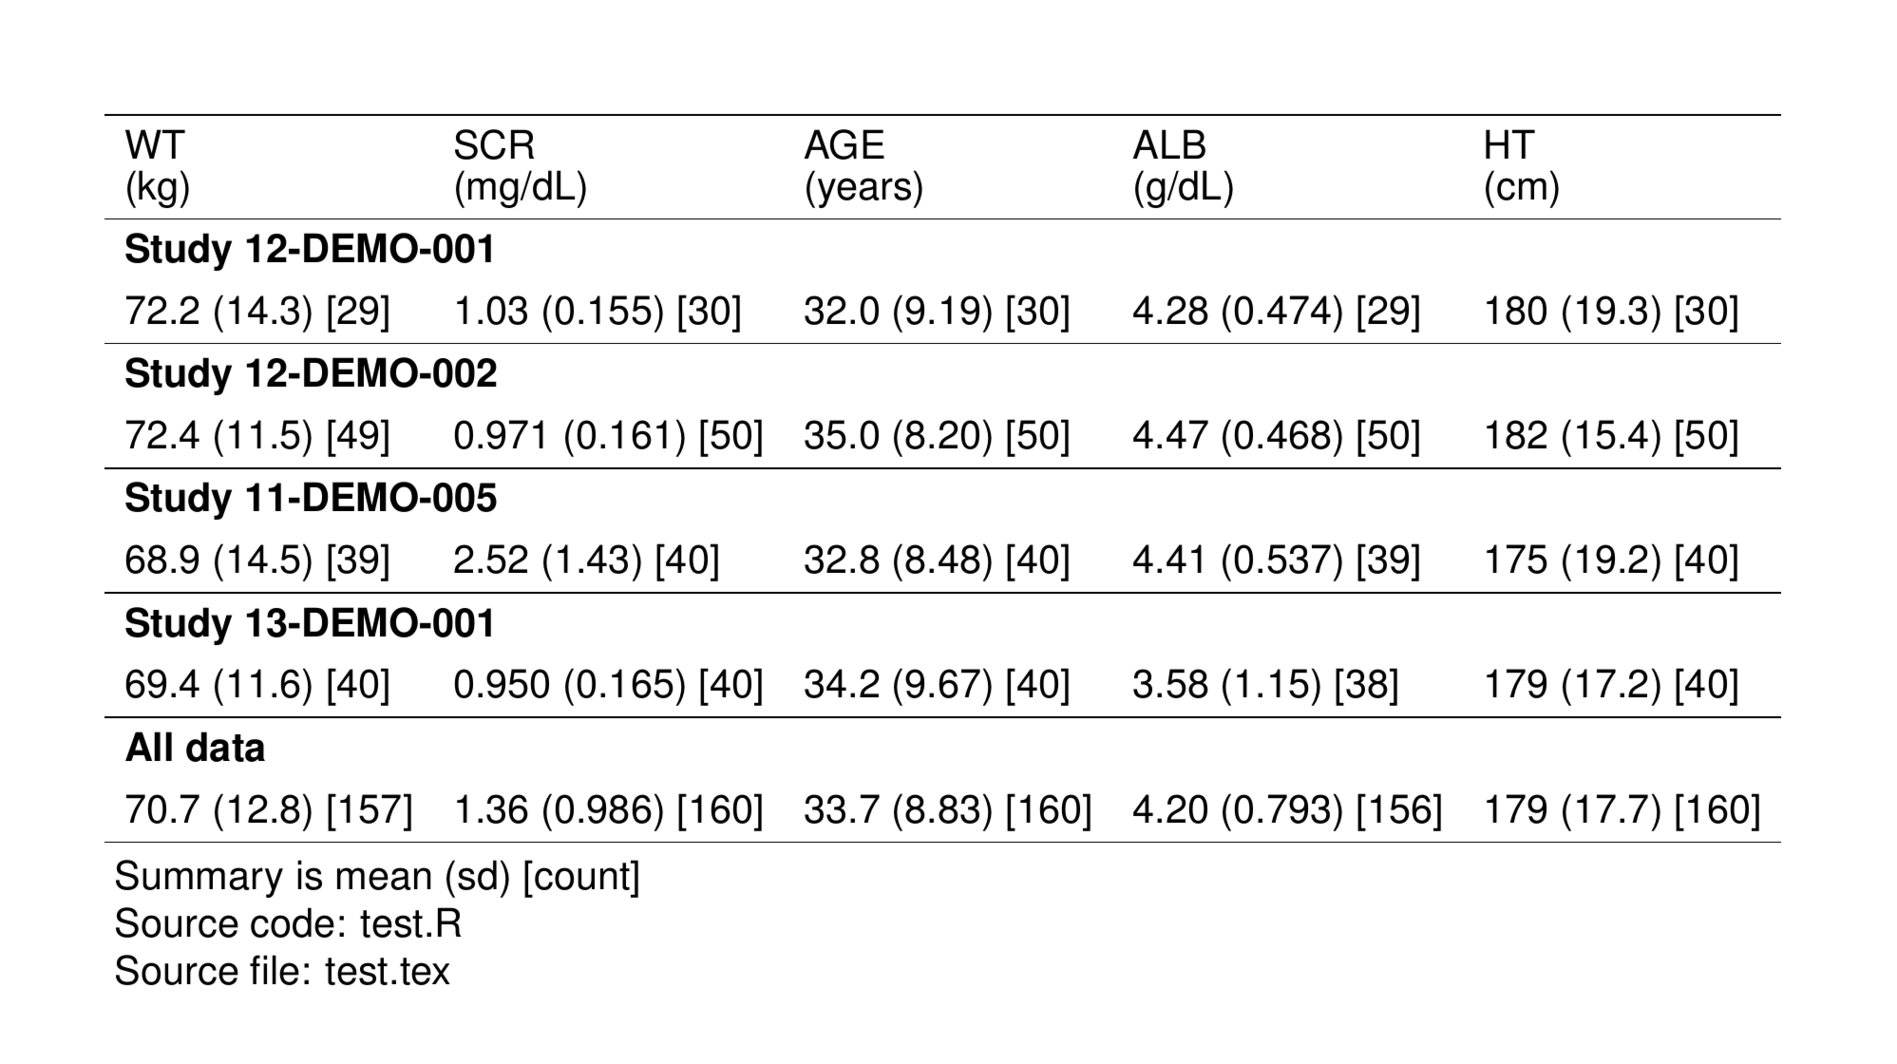 WT SCR AGE ALB HT
(kg) (mg/dL) (years) (g/dL) (cm)
Study 12-DEMO-001
72.2 (14.3) [29] 1.03 (0.155) [30] 32.0 (9.19) [30] 4.28 (0.474) [29] 180 (19.3) [30]
Study 12-DEMO-002
72.4 (11.5) [49] 0.971 (0.161) [50] 35.0 (8.20) [50] 4.47 (0.468) [50] 182 (15.4) [50]
Study 11-DEMO-005
68.9 (14.5) [39] 2.52 (1.43) [40] 32.8 (8.48) [40] 4.41 (0.537) [39] 175 (19.2) [40]
Study 13-DEMO-001
69.4 (11.6) [40] 0.950 (0.165) [40] 34.2 (9.67) [40] 3.58 (1.15) [38] 179 (17.2) [40]
All data
70.7 (12.8) [157] 1.36 (0.986) [160] 33.7 (8.83) [160] 4.20 (0.793) [156] 179 (17.7) [160]
Summary is mean (sd) [count]
Source code: test.R
Source file: test.tex